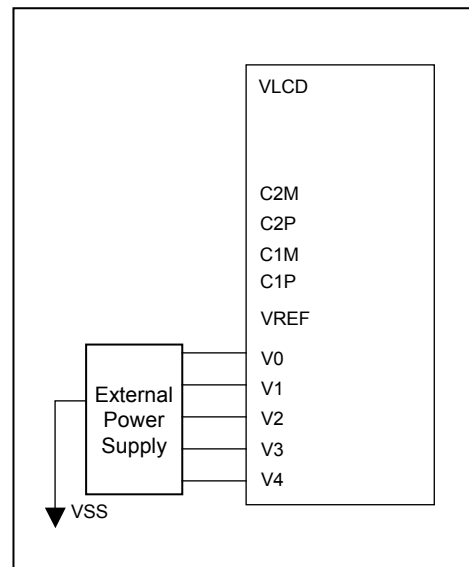 VLCD
C2M
C2P
C1M
C1P
VREF
V0
V1
V2
V3
V4
External
Power
Supply
VSS